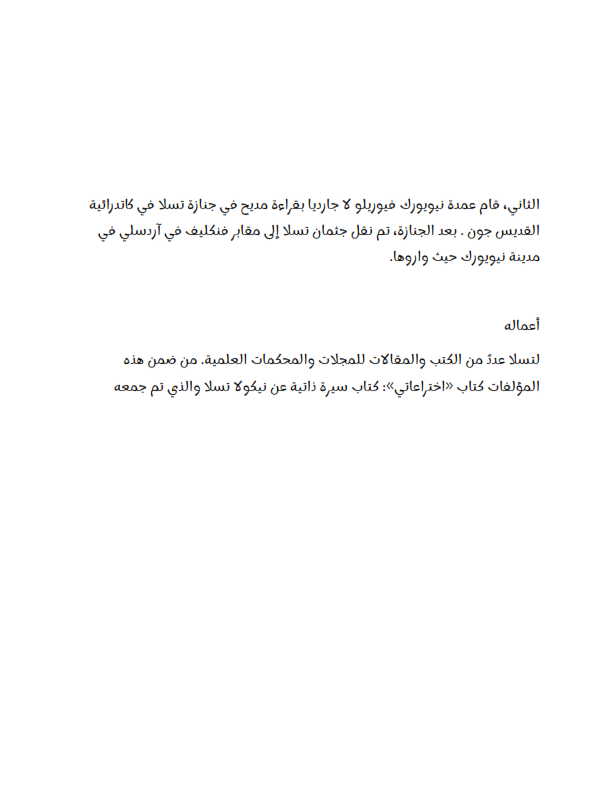 الثاني، قام عمدة نيويورك فيوريلو لا جارديا بقراءة مديح في جنازة تسلا في كاتدرائية
القديس جون . بعد الجنازة، تم نقل جثمان تسلا إلى مقابر فنكليف في آردسلي في
مدينة نيويورك حيث واروها.
أعماله
لتسلا عددٌ من الكتب والمقالات للمجلات والمحكمات العلمية. من ضمن هذه
المؤلفات كتاب «اختراعاتي»: كتاب سيرة ذاتية عن نيكولا تسلا والذي تم جمعه